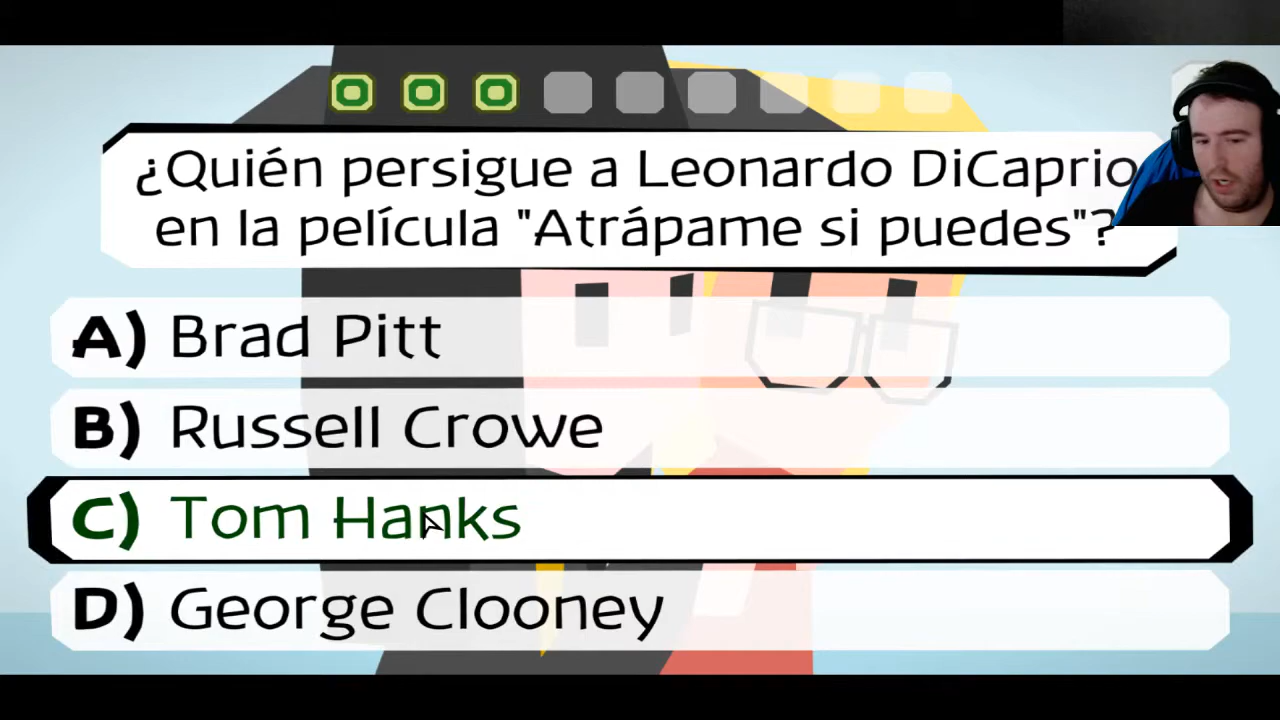 ¿Quién persigue a Leonardo DiCaprio
en la película "Atrápame si puedes"?
A) Brad Pitt
B) Russell Crowe
C) Tom Hanks
D) George Clooney